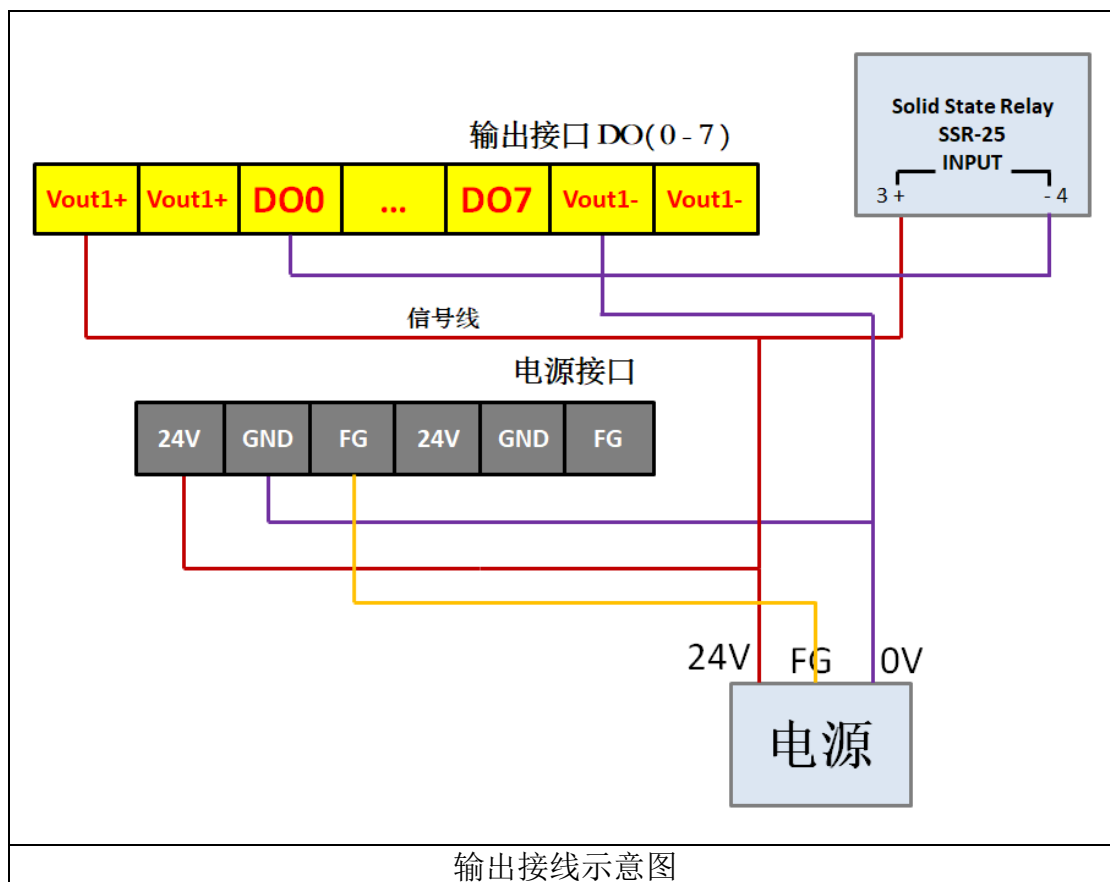 Solid State Relay
SSR-25
INPUT
3 + - 4
输出接口 DO(0-7)
Vout1+ Vout1+ DO0 ... DO7 Vout1- Vout1-
信号线
电源接口
24V GND FG 24V GND FG
24V FG 0V
电源
输出接线示意图